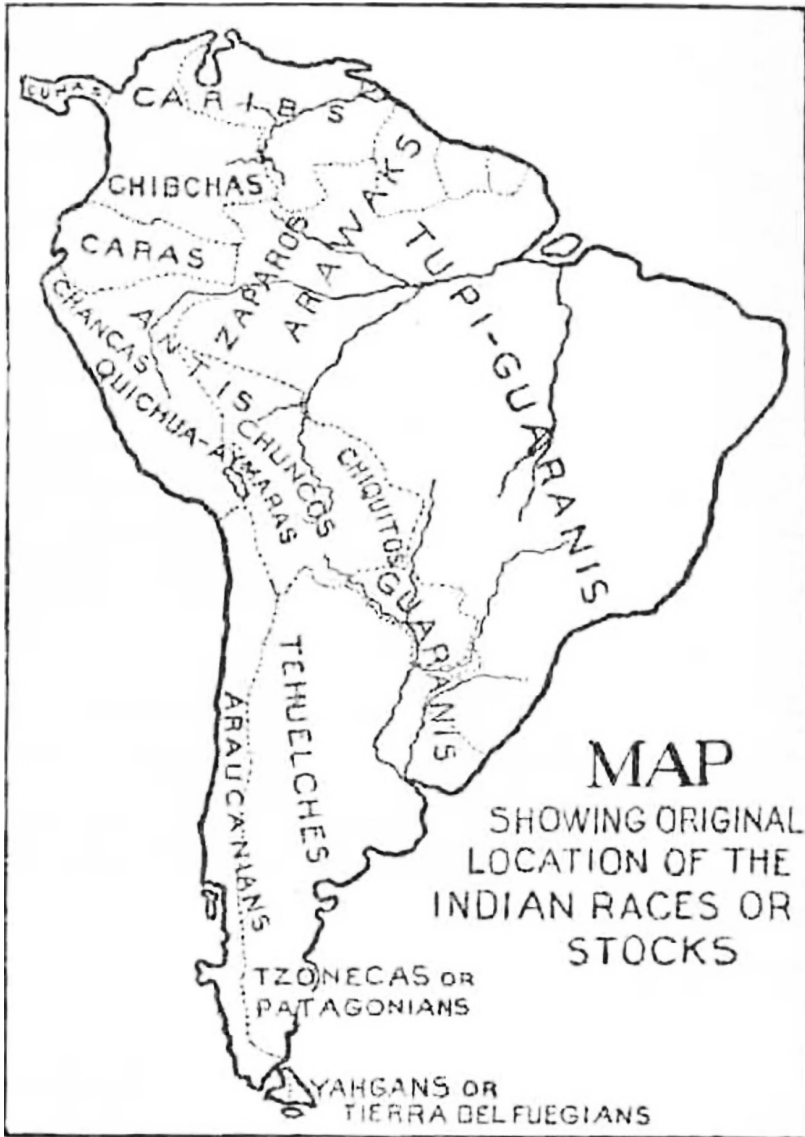 CUNAS
CARIBS
CHIBCHAS
CARAS
ZAPAROS
ARAWAKS
TUPI-GUARANIS
CHANCAS
ANTIS
QUICHUA-AYMARAS
CHUNCOS
CHIQUITOS
GUARANIS
TEHUELCHES
ARAUCANIANS
MAP
SHOWING ORIGINAL
LOCATION OF THE
INDIAN RACES OR
STOCKS
TZONECAS OR
PATAGONIANS
YAHGANS OR
TIERRA DEL FUEGIANS